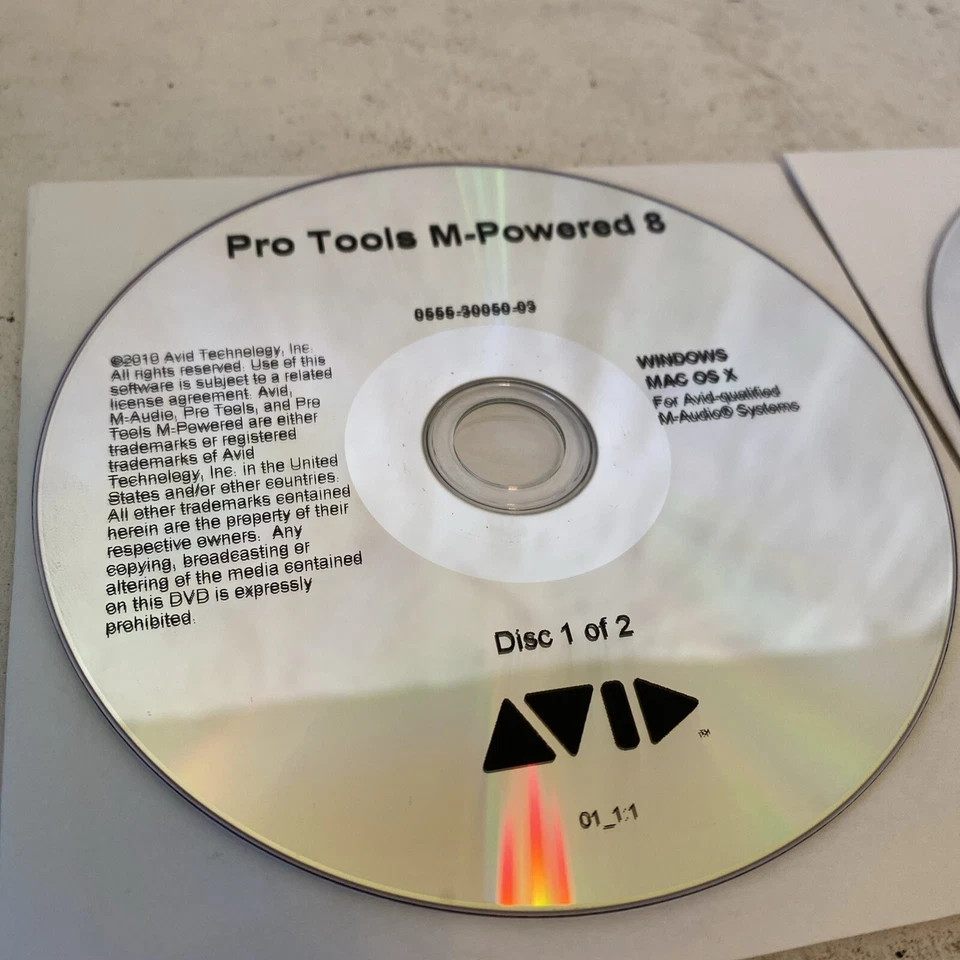 Pro Tools M-Powered 8
0555-30050-03
©2010 Avid Technology, Inc.
All rights reserved. Use of this
software is subject to a related
license agreement. Avid,
M-Audio, Pro Tools, and Pro
Tools M-Powered are either
trademarks or registered
trademarks of Avid
Technology, Inc. in the United
States and/or other countries.
All other trademarks contained
herein are the property of their
respective owners. Any
copying, broadcasting or
altering of the media contained
on this DVD is expressly
prohibited.
WINDOWS
MAC OS X
For Avid-qualified
M-Audio® Systems
Disc 1 of 2
AVID
TM
01_1.1